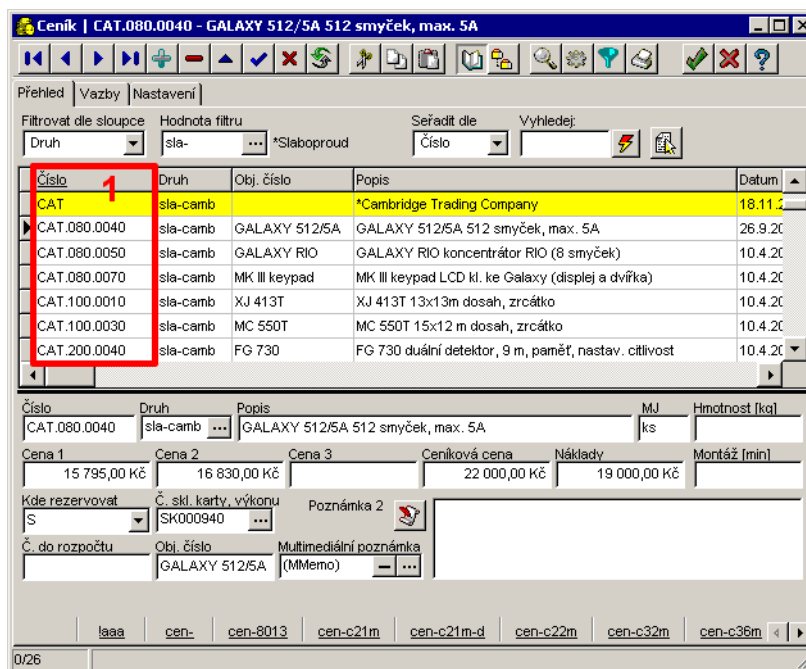 Ceník | CAT.080.0040 - GALAXY 512/5A 512 smyček, max. 5A
Přehled Vazby Nastavení
Filtrovat dle sloupce Hodnota filtru Seřadit dle Vyhledej:
Druh sla- ... *Slaboproud Číslo
Číslo 1 Druh Obj. číslo Popis Datum
CAT sla-camb *Cambridge Trading Company 18.11.2
CAT.080.0040 sla-camb GALAXY 512/5A GALAXY 512/5A 512 smyček, max. 5A 26.9.20
CAT.080.0050 sla-camb GALAXY RIO GALAXY RIO koncentrátor RIO (8 smyček) 10.4.20
CAT.080.0070 sla-camb MK III keypad MK III keypad LCD kl. ke Galaxy (displej a dvířka) 10.4.20
CAT.100.0010 sla-camb XJ 413T XJ 413T 13x13m dosah, zrcátko 10.4.20
CAT.100.0030 sla-camb MC 550T MC 550T 15x12 m dosah, zrcátko 10.4.20
CAT.200.0040 sla-camb FG 730 FG 730 duální detektor, 9 m, paměť, nastav. citlivost 10.4.20
Číslo Druh Popis MJ Hmotnost [kg]
CAT.080.0040 sla-camb ... GALAXY 512/5A 512 smyček, max. 5A ks
Cena 1 Cena 2 Cena 3 Ceníková cena Náklady Montáž [min]
15 795,00 Kč 16 830,00 Kč 22 000,00 Kč 19 000,00 Kč
Kde rezervovat Č. skl. karty, výkonu Poznámka 2
S SK000940 ...
Č. do rozpočtu Obj. číslo Multimediální poznámka
GALAXY 512/5A (MMemo) ...
!aaa cen- cen-8013 cen-c21m cen-c21m-d cen-c22m cen-c32m cen-c36m
0/26